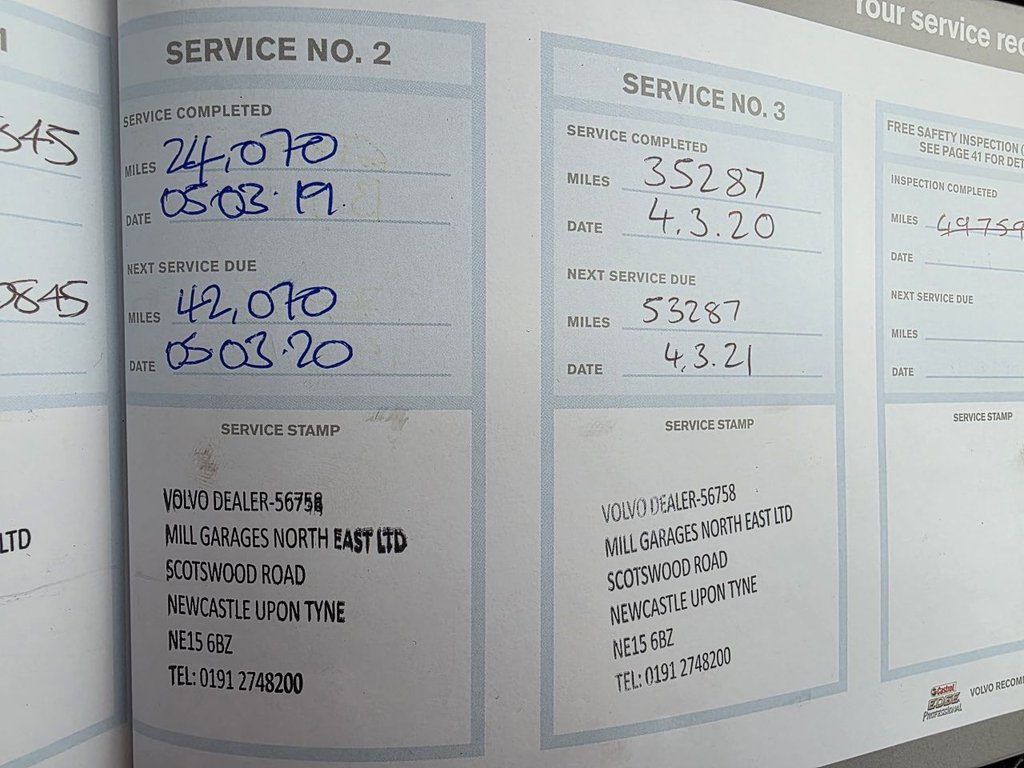 Your service
SERVICE NO. 2
SERVICE COMPLETED
MILES 24,070
DATE 05.03.19.
NEXT SERVICE DUE
MILES 42,070
DATE 05 03.20
SERVICE STAMP
VOLVO DEALER-56758
MILL GARAGES NORTH EAST LTD
SCOTSWOOD ROAD
NEWCASTLE UPON TYNE
NE15 6BZ
TEL: 0191 2748200
SERVICE NO. 3
SERVICE COMPLETED
MILES 35287
DATE 4.3.20
NEXT SERVICE DUE
MILES 53287
DATE 4.3.21
SERVICE STAMP
VOLVO DEALER-56758
MILL GARAGES NORTH EAST LTD
SCOTSWOOD ROAD
NEWCASTLE UPON TYNE
NE15 6BZ
TEL: 0191 2748200
FREE SAFETY INSPECTION
SEE PAGE 41 FOR
INSPECTION COMPLETED
MILES 49759
DATE
NEXT SERVICE DUE
MILES
DATE
SERVICE STAMP
Castrol
EDGE
PROFESSIONAL
VOLVO
LTD